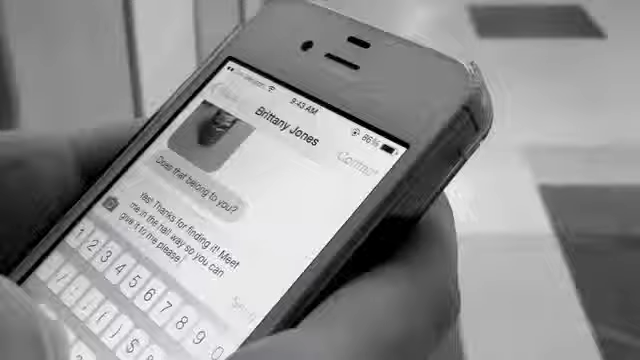 9:43 AM
86%
Brittany Jones
Contact
Does that belong to you?
Yes! Thanks for finding it! Meet
me in the hall way so you can
give it to me please
Send
1 2 3 4 5 6 7 8 9 0